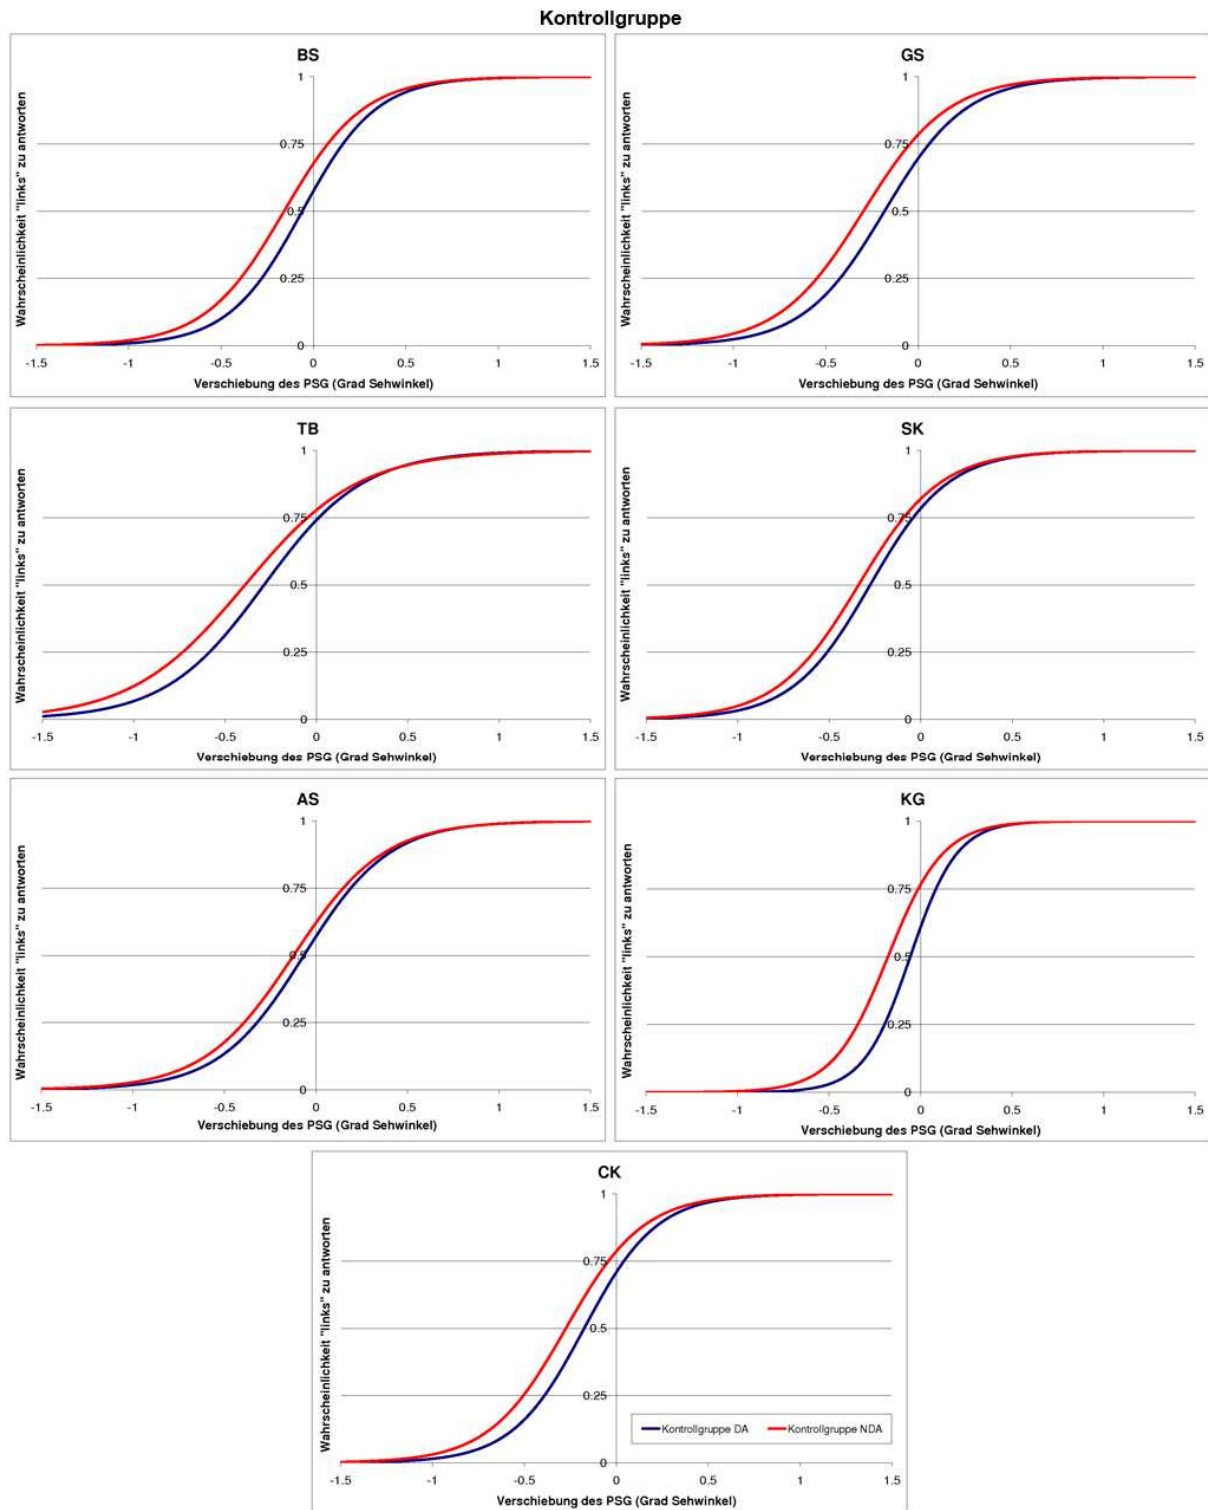 Kontrollgruppe
BS
Wahrscheinlichkeit "links" zu antworten
1
0.75
0.5
0.25
0
-1.5 -1 -0.5 0 0.5 1 1.5
Verschiebung des PSG (Grad Sehwinkel)
GS
Wahrscheinlichkeit "links" zu antworten
1
0.75
0.5
0.25
0
-1.5 -1 -0.5 0 0.5 1 1.5
Verschiebung des PSG (Grad Sehwinkel)
TB
Wahrscheinlichkeit "links" zu antworten
1
0.75
0.5
0.25
0
-1.5 -1 -0.5 0 0.5 1 1.5
Verschiebung des PSG (Grad Sehwinkel)
SK
Wahrscheinlichkeit "links" zu antworten
1
0.75
0.5
0.25
0
-1.5 -1 -0.5 0 0.5 1 1.5
Verschiebung des PSG (Grad Sehwinkel)
AS
Wahrscheinlichkeit "links" zu antworten
1
0.75
0.5
0.25
0
-1.5 -1 -0.5 0 0.5 1 1.5
Verschiebung des PSG (Grad Sehwinkel)
KG
Wahrscheinlichkeit "links" zu antworten
1
0.75
0.5
0.25
0
-1.5 -1 -0.5 0 0.5 1 1.5
Verschiebung des PSG (Grad Sehwinkel)
CK
Wahrscheinlichkeit "links" zu antworten
1
0.75
0.5
0.25
0
Kontrollgruppe DA Kontrollgruppe NDA
-1.5 -1 -0.5 0 0.5 1 1.5
Verschiebung des PSG (Grad Sehwinkel)